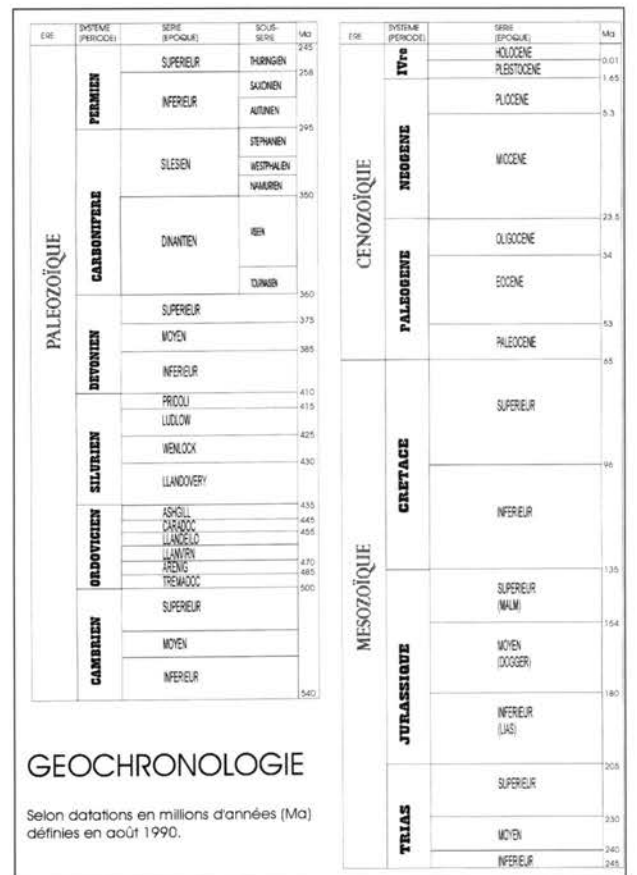 ERE
SYSTEME (PERIODE)
SERIE (EPOQUE)
SOUS-SERIE
Ma
245
PALEOZOÏQUE
PERMIEN
SUPERIEUR
THURINGIEN
258
INFERIEUR
SAXONIEN
AUTUNIEN
295
CARBONIFERE
SILESIEN
STEPHANIEN
WESTPHALIEN
NAMURIEN
350
DINANTIEN
VISEEN
TOURNAISIEN
360
DEVONIEN
SUPERIEUR
375
MOYEN
385
INFERIEUR
410
SILURIEN
PRIDOLI
415
LUDLOW
425
WENLOCK
430
LLANDOVERY
435
ORDOVICIEN
ASHGILL
445
CARADOC
455
LLANDEILO
LLANVIRN
470
ARENIG
485
TREMADOC
500
CAMBRIEN
SUPERIEUR
MOYEN
INFERIEUR
540
GEOCHRONOLOGIE
Selon datations en millions d'années (Ma)
définies en août 1990.
ERE
SYSTEME (PERIODE)
SERIE (EPOQUE)
Ma
CENOZOÏQUE
IVre
HOLOCENE
0.01
PLEISTOCENE
1.65
NEOGENE
PLIOCENE
5.3
MIOCENE
23.5
PALEOGENE
OLIGOCENE
34
EOCENE
53
PALEOCENE
65
MESOZOÏQUE
CRETACE
SUPERIEUR
96
INFERIEUR
135
JURASSIQUE
SUPERIEUR
(MALM)
154
MOYEN
(DOGGER)
180
INFERIEUR
(LIAS)
205
TRIAS
SUPERIEUR
230
MOYEN
240
INFERIEUR
245